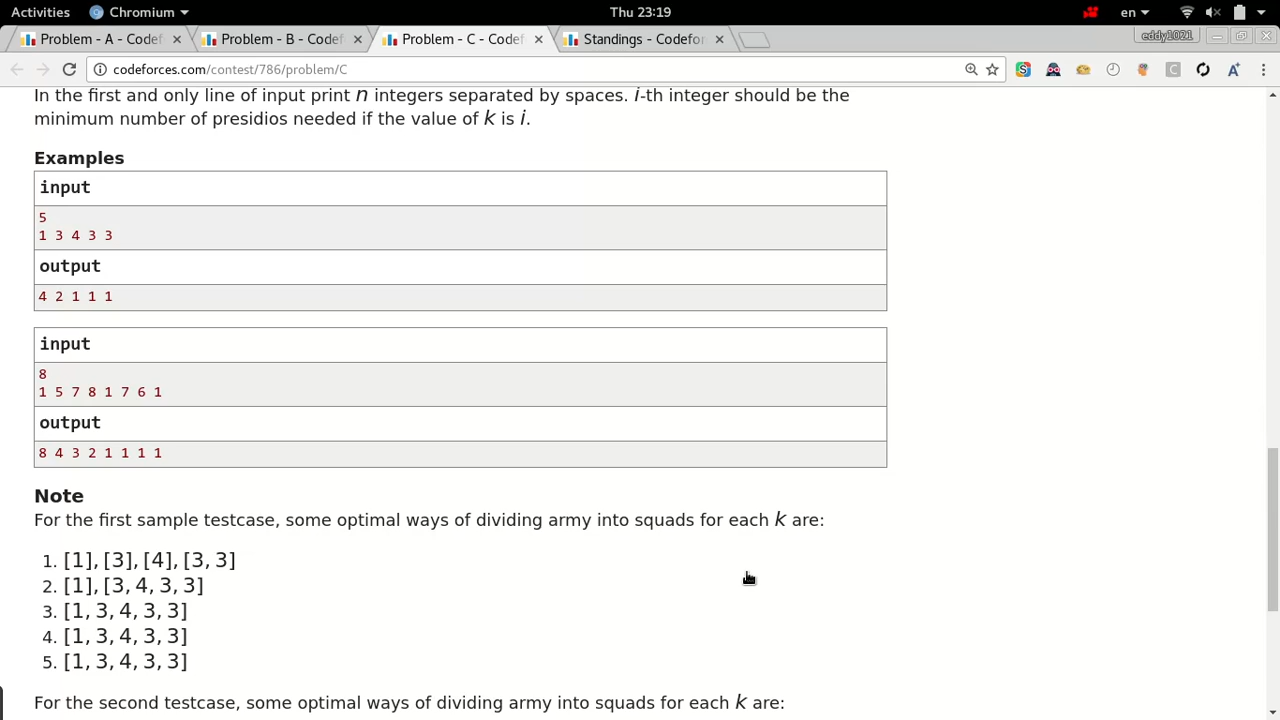 Activities Chromium Thu 23:19 en
Problem - A - Codef Problem - B - Codef Problem - C - Codef Standings - Codefor eddy1021
codeforces.com/contest/786/problem/C
In the first and only line of input print n integers separated by spaces. i-th integer should be the
minimum number of presidios needed if the value of k is i.
Examples
input
5
1 3 4 3 3
output
4 2 1 1 1
input
8
1 5 7 8 1 7 6 1
output
8 4 3 2 1 1 1 1
Note
For the first sample testcase, some optimal ways of dividing army into squads for each k are:
1. [1], [3], [4], [3, 3]
2. [1], [3, 4, 3, 3]
3. [1, 3, 4, 3, 3]
4. [1, 3, 4, 3, 3]
5. [1, 3, 4, 3, 3]
For the second testcase, some optimal ways of dividing army into squads for each k are: